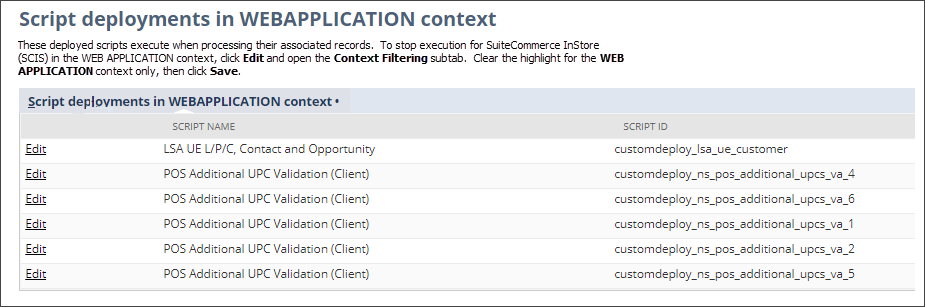 Script deployments in WEBAPPLICATION context
These deployed scripts execute when processing their associated records. To stop execution for SuiteCommerce InStore
(SCIS) in the WEB APPLICATION context, click Edit and open the Context Filtering subtab. Clear the highlight for the WEB
APPLICATION context only, then click Save.
Script deployments in WEBAPPLICATION context •
SCRIPT NAME SCRIPT ID
Edit LSA UE L/P/C, Contact and Opportunity customdeploy_lsa_ue_customer
Edit POS Additional UPC Validation (Client) customdeploy_ns_pos_additional_upcs_va_4
Edit POS Additional UPC Validation (Client) customdeploy_ns_pos_additional_upcs_va_6
Edit POS Additional UPC Validation (Client) customdeploy_ns_pos_additional_upcs_va_1
Edit POS Additional UPC Validation (Client) customdeploy_ns_pos_additional_upcs_va_2
Edit POS Additional UPC Validation (Client) customdeploy_ns_pos_additional_upcs_va_5